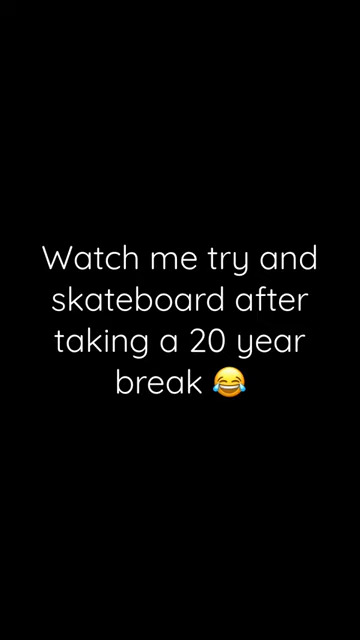 Watch me try and
skateboard after
taking a 20 year
break 😂